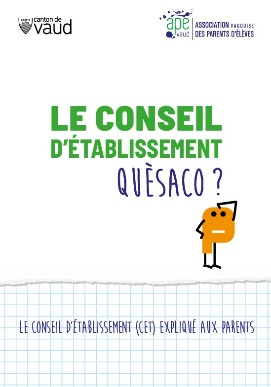 canton de
vaud
ape
vaud
ASSOCIATION VAUDOISE
DES PARENTS D'ÉLÈVES
LE CONSEIL
D'ÉTABLISSEMENT
QUÈSACO ?
LE CONSEIL D'ÉTABLISSEMENT (CET) EXPLIQUÉ AUX PARENTS